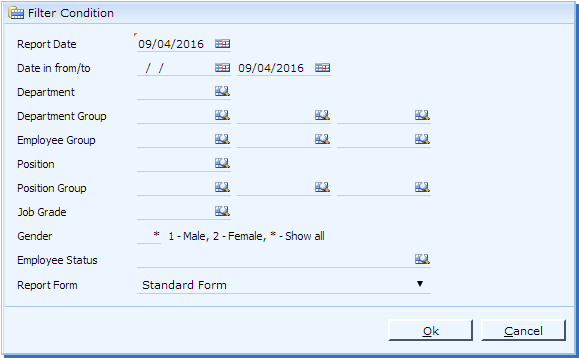 Filter Condition
Report Date 09/04/2016
Date in from/to / / 09/04/2016
Department
Department Group
Employee Group
Position
Position Group
Job Grade
Gender * 1 - Male, 2 - Female, * - Show all
Employee Status
Report Form Standard Form
Ok Cancel